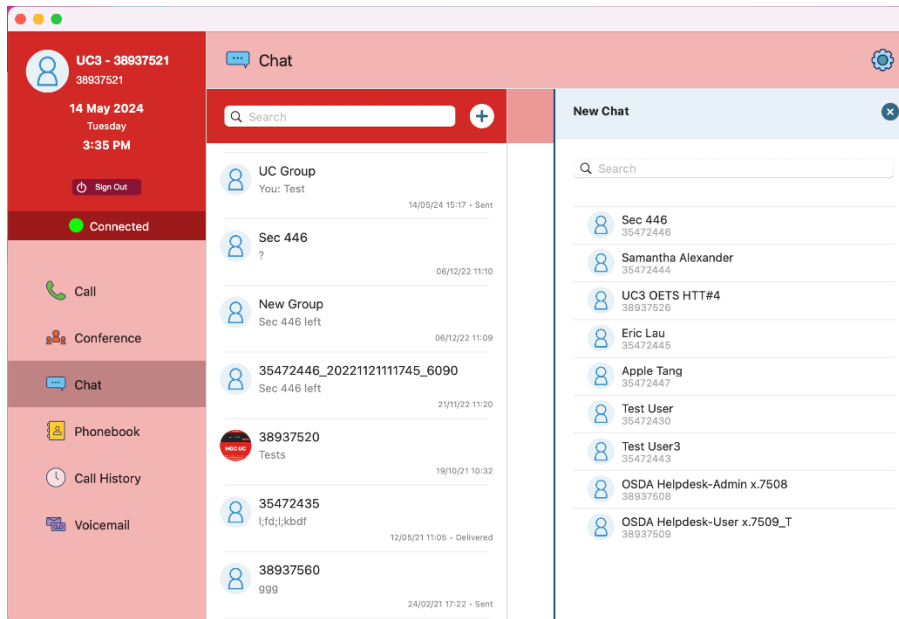 UC3 - 38937521
38937521
14 May 2024
Tuesday
3:35 PM
Sign Out
Connected
Call
Conference
Chat
Phonebook
Call History
Voicemail
Chat
Search
UC Group
You: Test
14/05/24 15:17 • Sent
Sec 446
?
06/12/22 11:10
New Group
Sec 446 left
06/12/22 11:09
35472446_20221121111745_6090
Sec 446 left
21/11/22 11:20
HGC UC
38937520
Tests
19/10/21 10:32
35472435
l;fd;l;kbdf
12/05/21 11:05 • Delivered
38937560
ggg
24/02/21 17:22 • Sent
New Chat
Search
Sec 446
35472446
Samantha Alexander
35472444
UC3 OETS HTT#4
38937526
Eric Lau
35472445
Apple Tang
35472447
Test User
35472430
Test User3
35472443
OSDA Helpdesk-Admin x.7508
38937508
OSDA Helpdesk-User x.7509_T
38937509